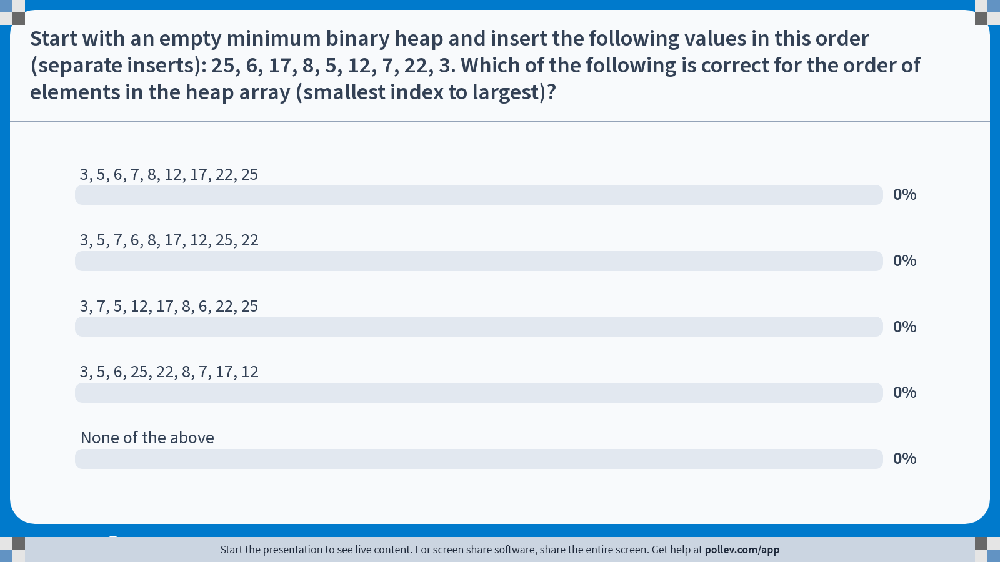 Start with an empty minimum binary heap and insert the following values in this order
(separate inserts): 25, 6, 17, 8, 5, 12, 7, 22, 3. Which of the following is correct for the order of
elements in the heap array (smallest index to largest)?
3, 5, 6, 7, 8, 12, 17, 22, 25
0%
3, 5, 7, 6, 8, 17, 12, 25, 22
0%
3, 7, 5, 12, 17, 8, 6, 22, 25
0%
3, 5, 6, 25, 22, 8, 7, 17, 12
0%
None of the above
0%
Start the presentation to see live content. For screen share software, share the entire screen. Get help at pollev.com/app